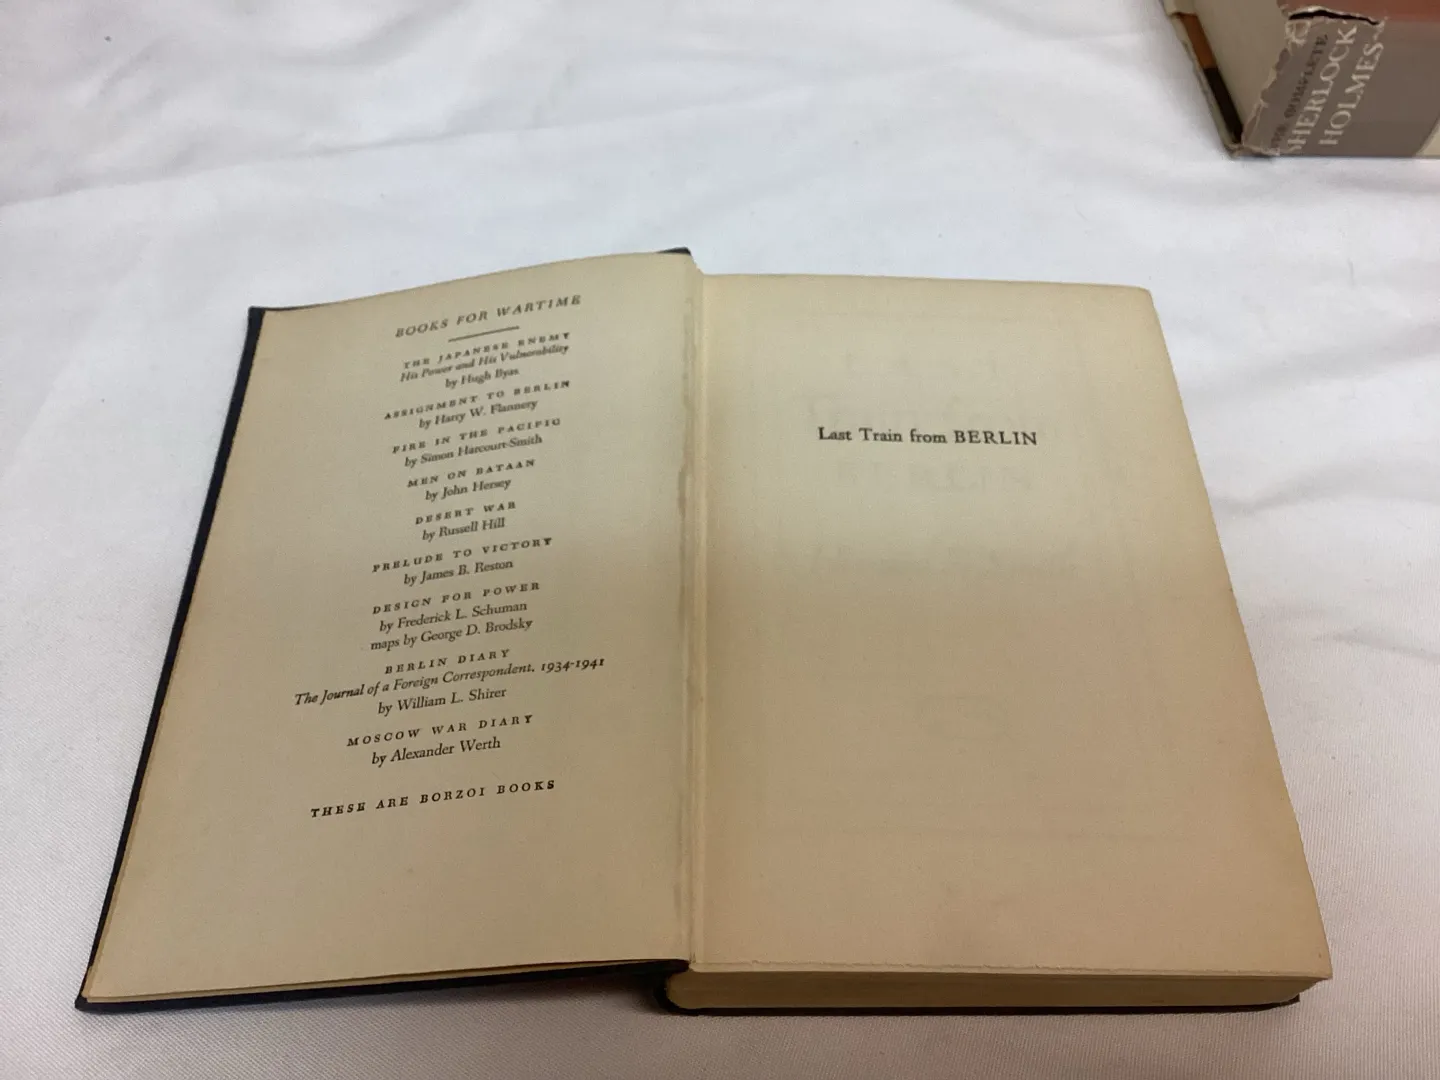 BOOKS FOR WARTIME
THE JAPANESE ENEMY
His Power and His Vulnerability
by Hugh Byas
ASSIGNMENT TO BERLIN
by Harry W. Flannery
FIRE IN THE PACIFIC
by Simon Harcourt-Smith
MEN ON BATAAN
by John Hersey
DESERT WAR
by Russell Hill
PRELUDE TO VICTORY
by James B. Reston
DESIGN FOR POWER
by Frederick L. Schuman
maps by George D. Brodsky
BERLIN DIARY
The Journal of a Foreign Correspondent, 1934-1941
by William L. Shirer
MOSCOW WAR DIARY
by Alexander Werth
THESE ARE BORZOI BOOKS
Last Train from BERLIN
COMPLETE
SHERLOCK
HOLMES